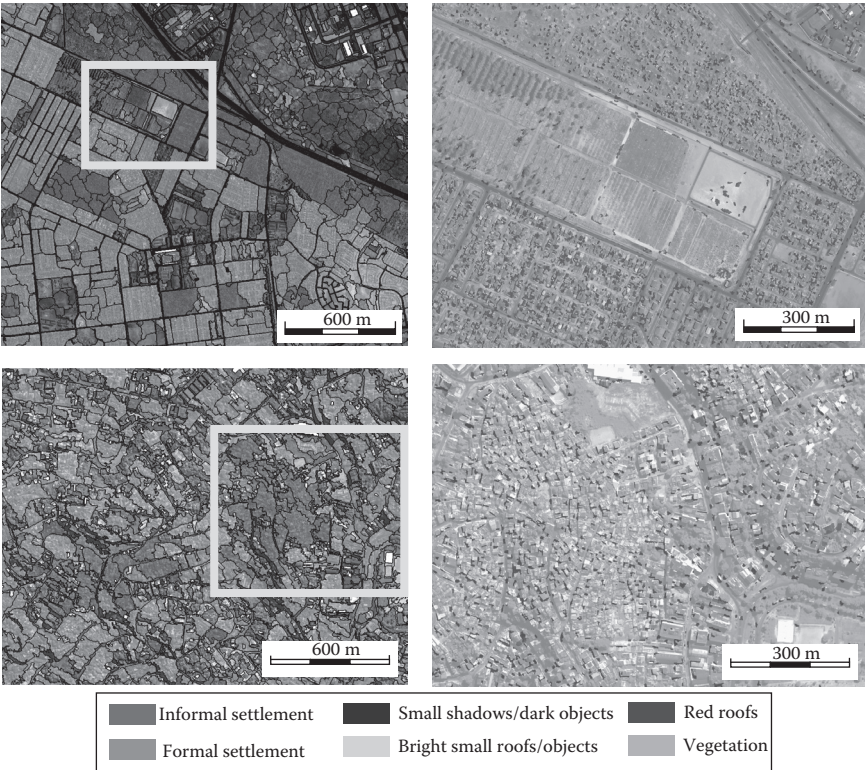 600 m
300 m
600 m
300 m
Informal settlement
Small shadows/dark objects
Red roofs
Formal settlement
Bright small roofs/objects
Vegetation